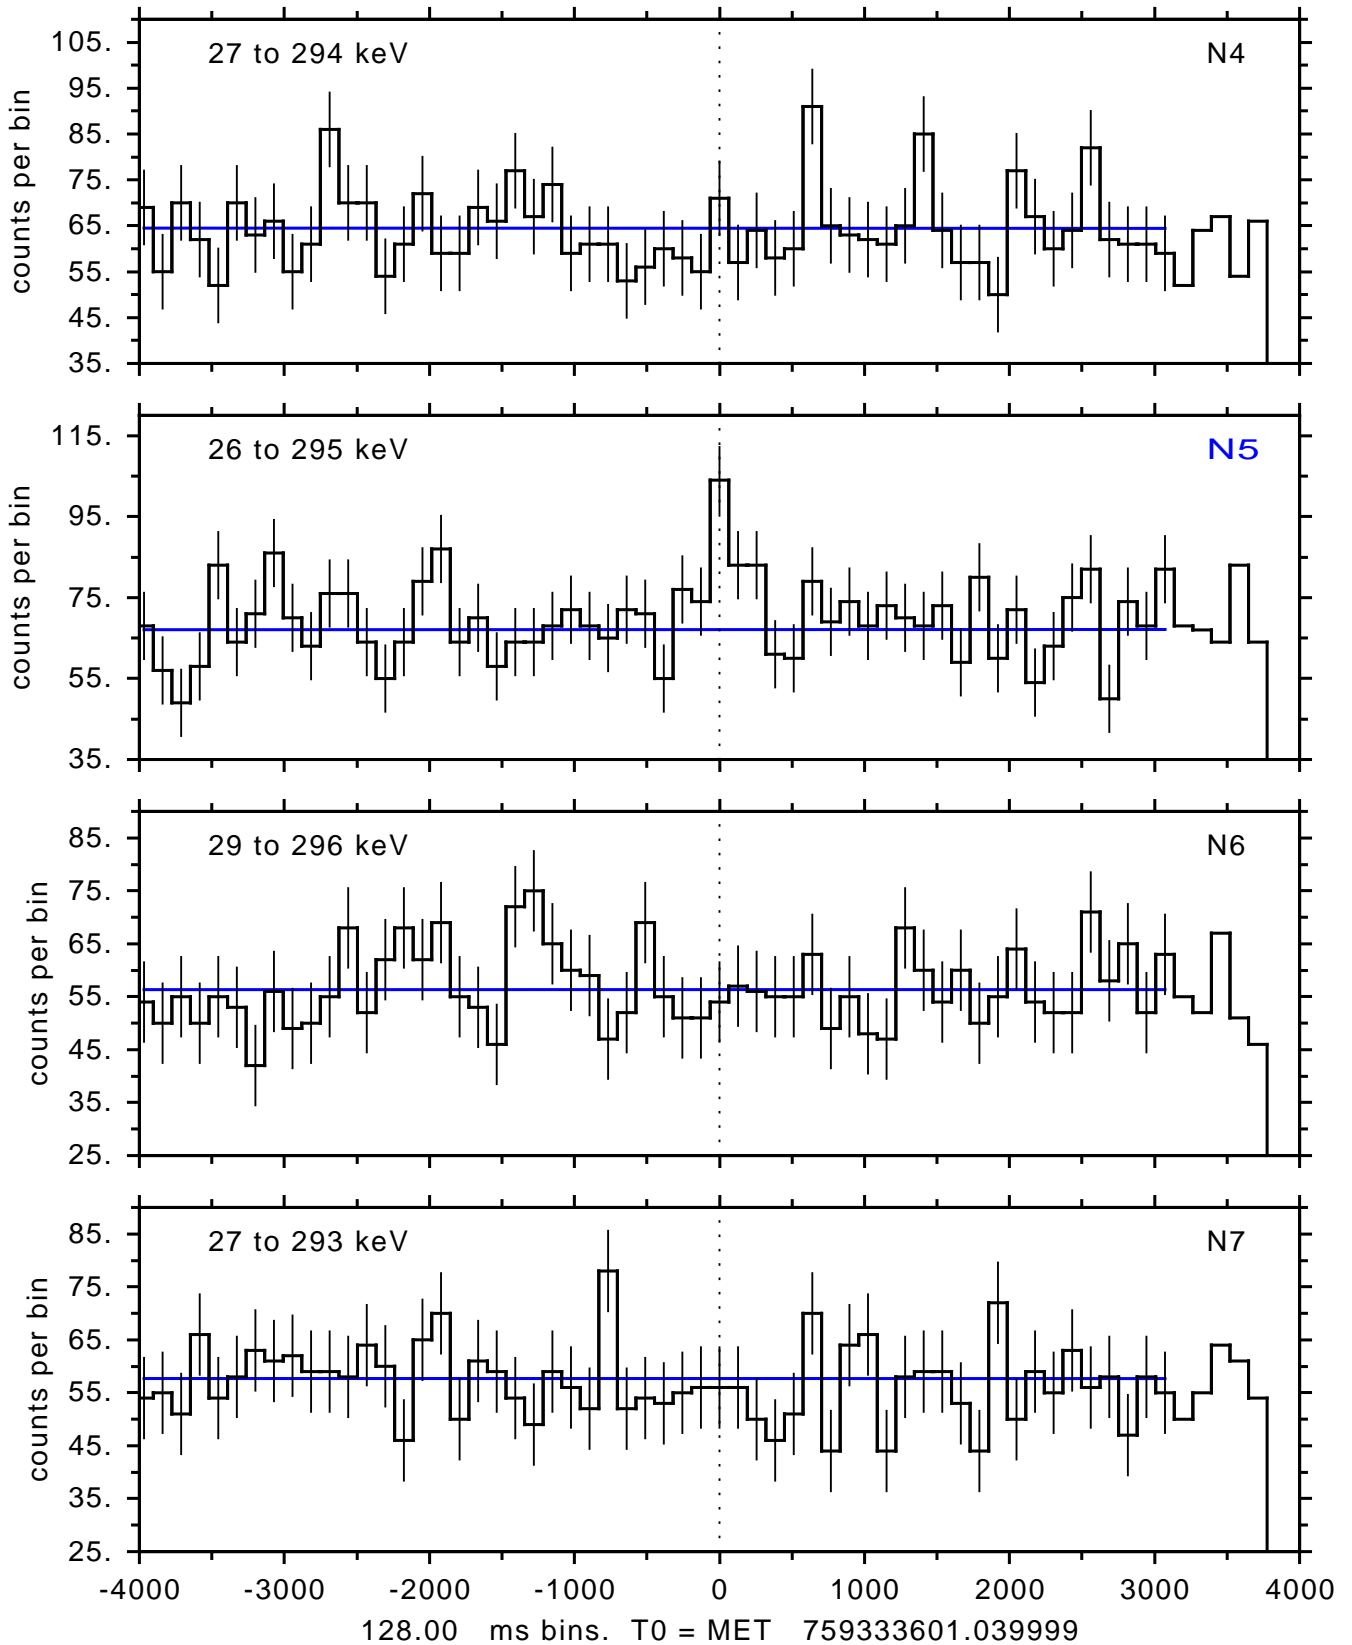 27 to 294 keV N4
105.
95.
85.
75.
65.
55.
45.
35.
counts per bin
26 to 295 keV N5
115.
95.
75.
55.
35.
counts per bin
29 to 296 keV N6
85.
75.
65.
55.
45.
35.
25.
counts per bin
27 to 293 keV N7
85.
75.
65.
55.
45.
35.
25.
counts per bin
-4000 -3000 -2000 -1000 0 1000 2000 3000 4000
128.00 ms bins. T0 = MET 759333601.039999